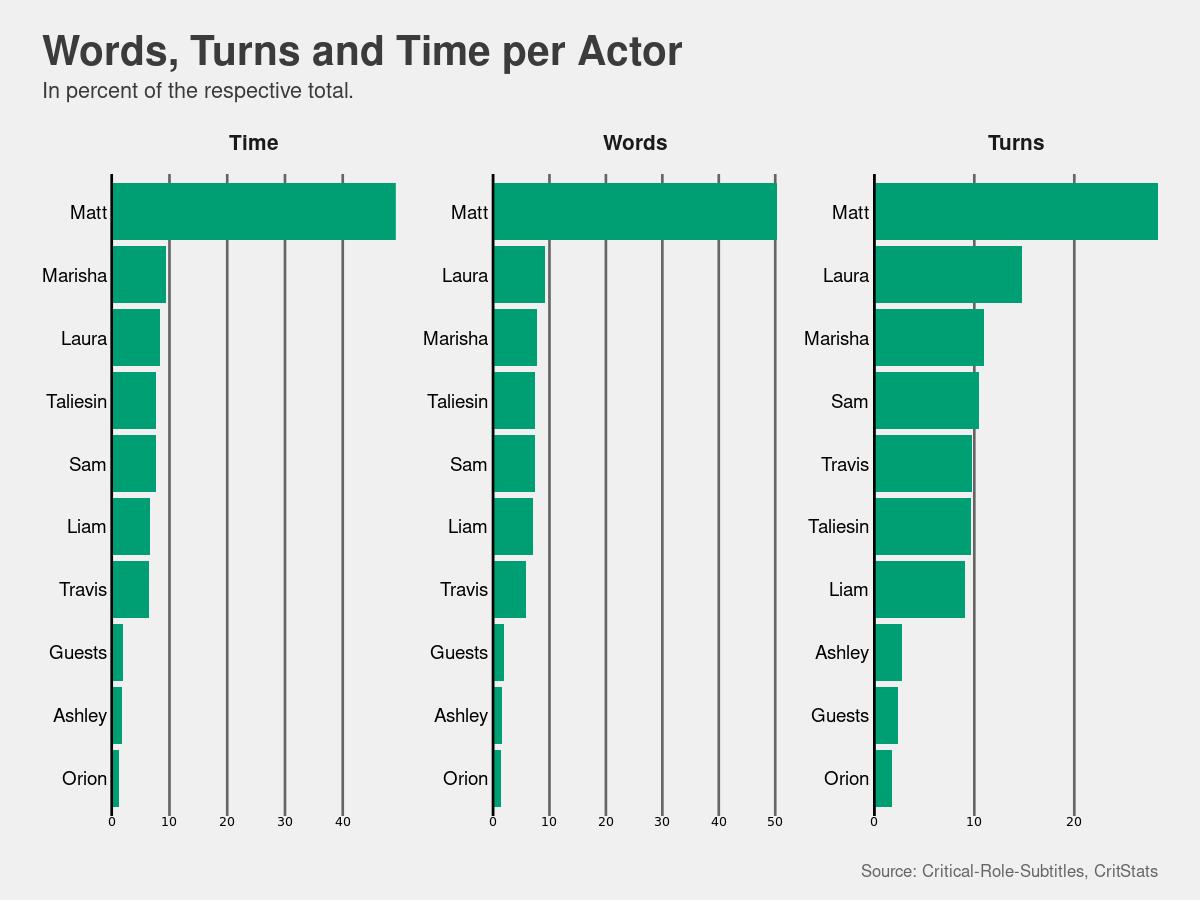 Words, Turns and Time per Actor
In percent of the respective total.
Time
Matt
Marisha
Laura
Taliesin
Sam
Liam
Travis
Guests
Ashley
Orion
0 10 20 30 40
Words
Matt
Laura
Marisha
Taliesin
Sam
Liam
Travis
Guests
Ashley
Orion
0 10 20 30 40 50
Turns
Matt
Laura
Marisha
Sam
Travis
Taliesin
Liam
Ashley
Guests
Orion
0 10 20
Source: Critical-Role-Subtitles, CritStats